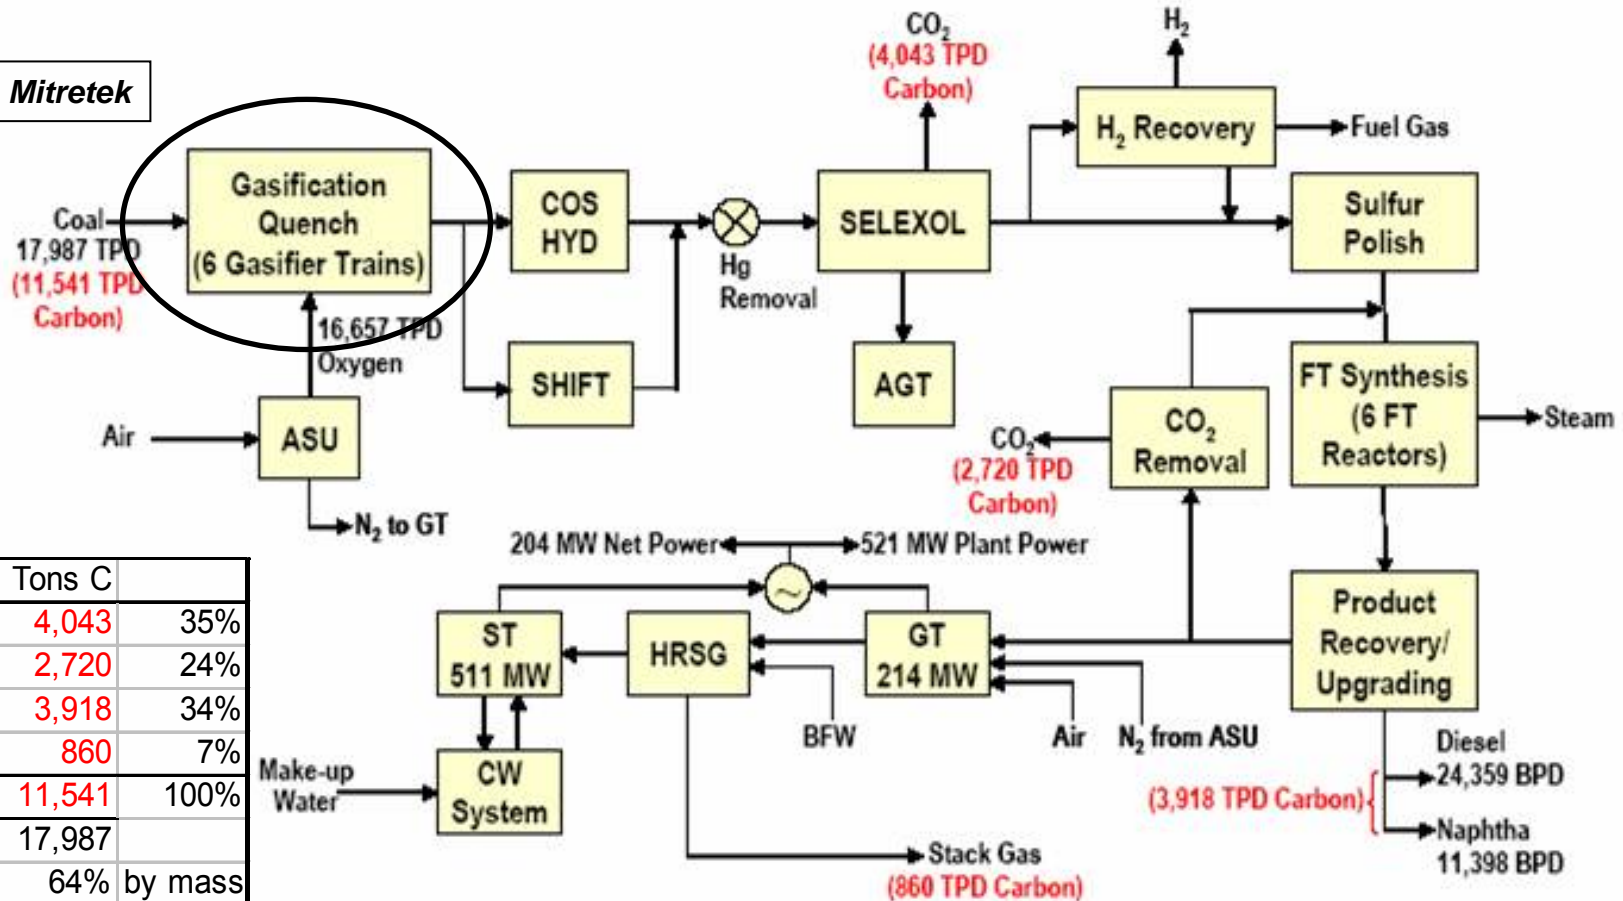 Mitretek
CO2
(4,043 TPD
Carbon)
H2
H2 Recovery
Fuel Gas
Coal
17,987 TPD
(11,541 TPD
Carbon)
Gasification
Quench
(6 Gasifier Trains)
COS
HYD
Hg
Removal
SELEXOL
Sulfur
Polish
16,657 TPD
Oxygen
SHIFT
AGT
Air
ASU
N2 to GT
CO2
(2,720 TPD
Carbon)
CO2
Removal
FT Synthesis
(6 FT
Reactors)
Steam
204 MW Net Power
521 MW Plant Power
~
ST
511 MW
HRSG
GT
214 MW
Product
Recovery/
Upgrading
BFW
Air
N2 from ASU
Make-up
Water
CW
System
Diesel
24,359 BPD
(3,918 TPD Carbon)
Naphtha
11,398 BPD
Stack Gas
(860 TPD Carbon)
Tons C
4,043 35%
2,720 24%
3,918 34%
860 7%
11,541 100%
17,987
64% by mass